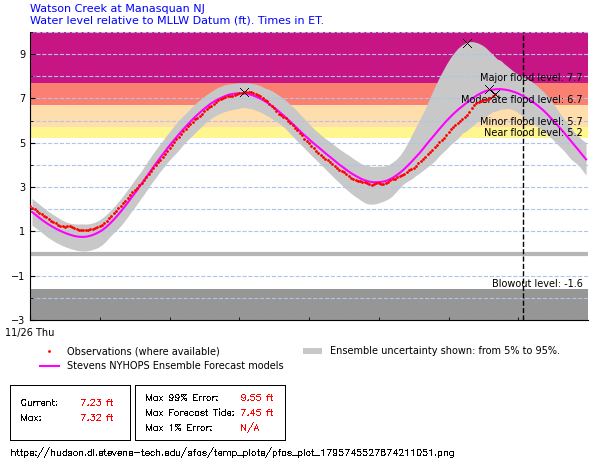 Watson Creek at Manasquan NJ
Water level relative to MLLW Datum (ft). Times in ET.
9
7
5
3
1
−1
−3
Major flood level: 7.7
Moderate flood level: 6.7
Minor flood level: 5.7
Near flood level: 5.2
Blowout level: -1.6
11/26 Thu
Observations (where available)
Stevens NYHOPS Ensemble Forecast models
Ensemble uncertainty shown: from 5% to 95%.
Current: 7.23 ft
Max: 7.32 ft
Max 99% Error: 9.55 ft
Max Forecast Tide: 7.45 ft
Max 1% Error: N/A
https://hudson.dl.stevens-tech.edu/sfas/temp_plots/pfas_plot_1795745527874211051.png